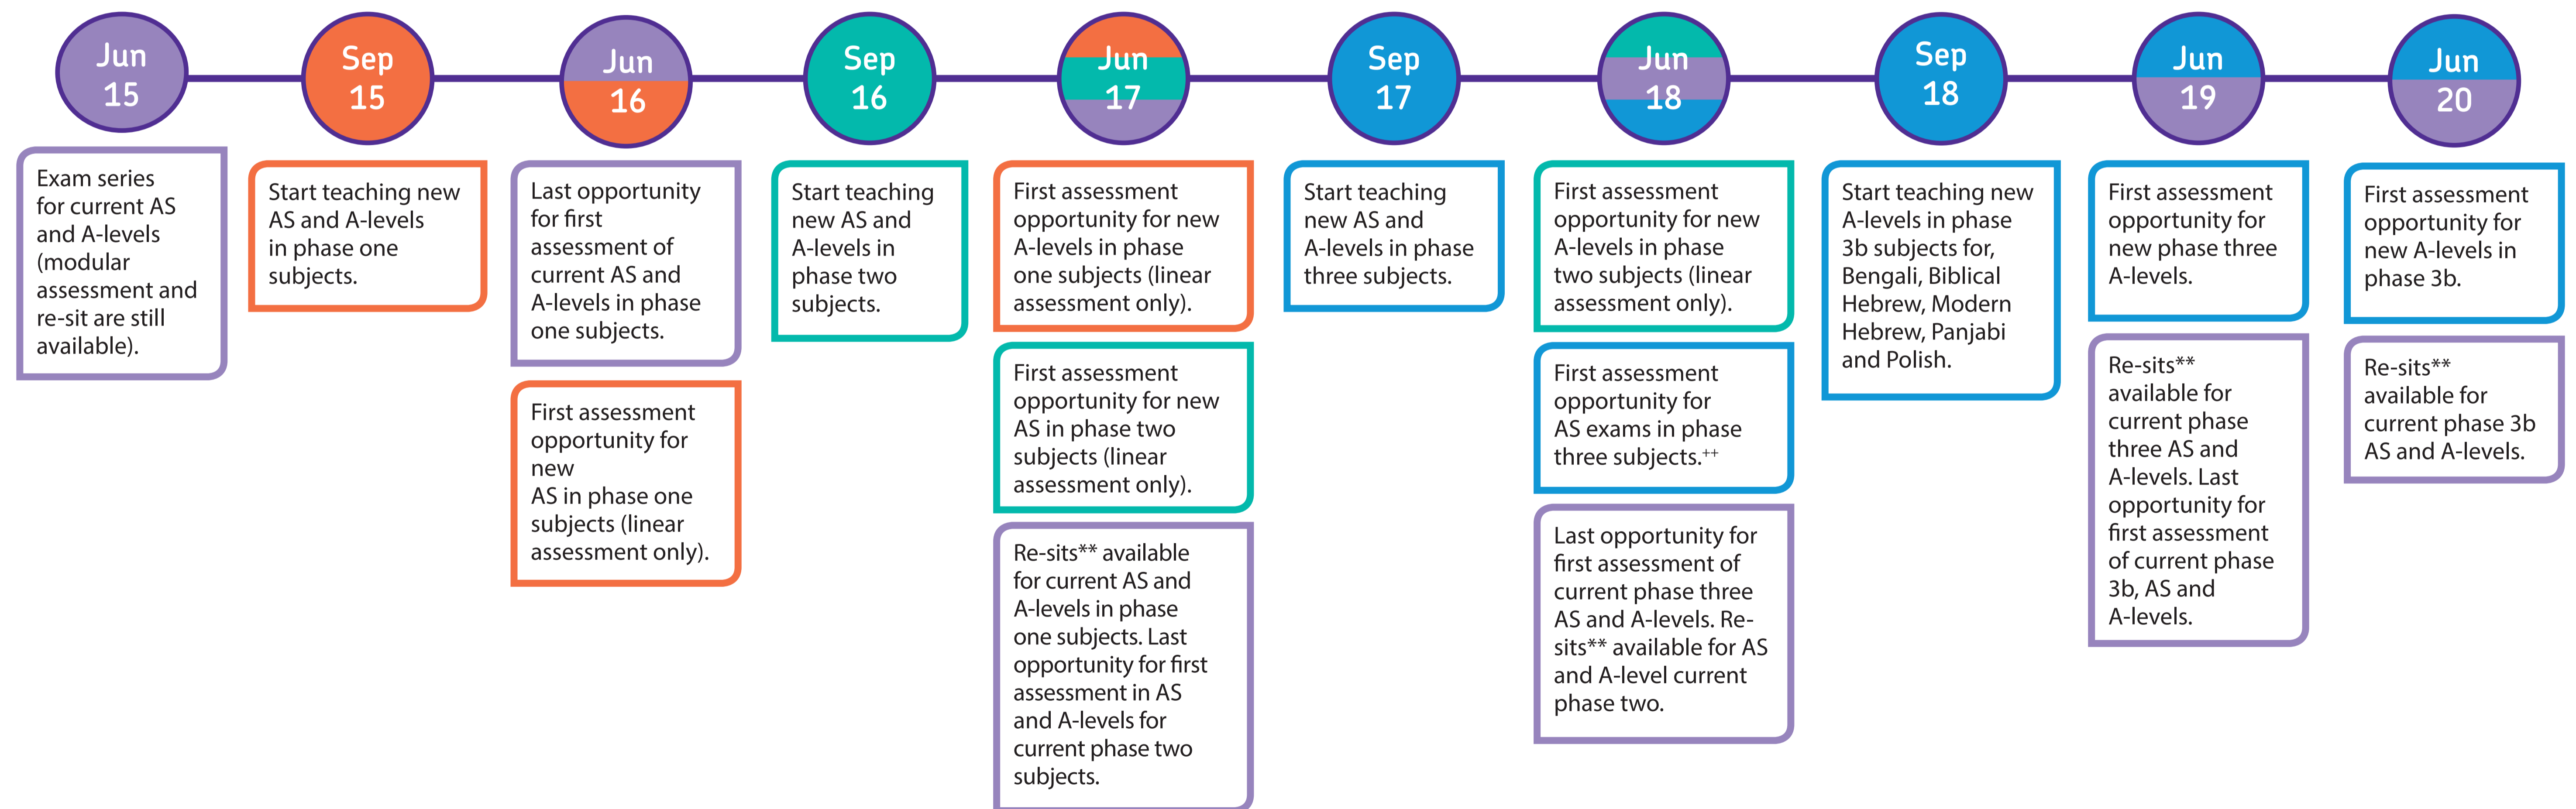 Jun
15
Sep
15
Jun
16
Sep
16
Jun
17
Sep
17
Jun
18
Sep
18
Jun
19
Jun
20
Exam series
for current AS
and A-levels
(modular
assessment and
re-sit are still
available).
Start teaching new
AS and A-levels
in phase one
subjects.
Last opportunity
for first
assessment of
current AS and
A-levels in phase
one subjects.
First assessment
opportunity for
new
AS in phase one
subjects (linear
assessment only).
Start teaching
new AS and
A-levels in
phase two
subjects.
First assessment
opportunity for new
A-levels in phase
one subjects (linear
assessment only).
First assessment
opportunity for new
AS in phase two
subjects (linear
assessment only).
Re-sits** available
for current AS and
A-levels in phase
one subjects. Last
opportunity for first
assessment in AS
and A-levels for
current phase two
subjects.
Start teaching
new AS and
A-levels in phase
three subjects.
First assessment
opportunity for new
A-levels in phase
two subjects (linear
assessment only).
First assessment
opportunity for
AS exams in phase
three subjects.++
Last opportunity for
first assessment of
current phase three
AS and A-levels. Re-
sits** available for AS
and A-level current
phase two.
Start teaching new
A-levels in phase
3b subjects for,
Bengali, Biblical
Hebrew, Modern
Hebrew, Panjabi
and Polish.
First assessment
opportunity for
new phase three
A-levels.
Re-sits**
available for
current phase
three AS and
A-levels. Last
opportunity for
first assessment
of current phase
3b, AS and
A-levels.
First assessment
opportunity for
new A-levels in
phase 3b.
Re-sits**
available for
current phase 3b
AS and A-levels.